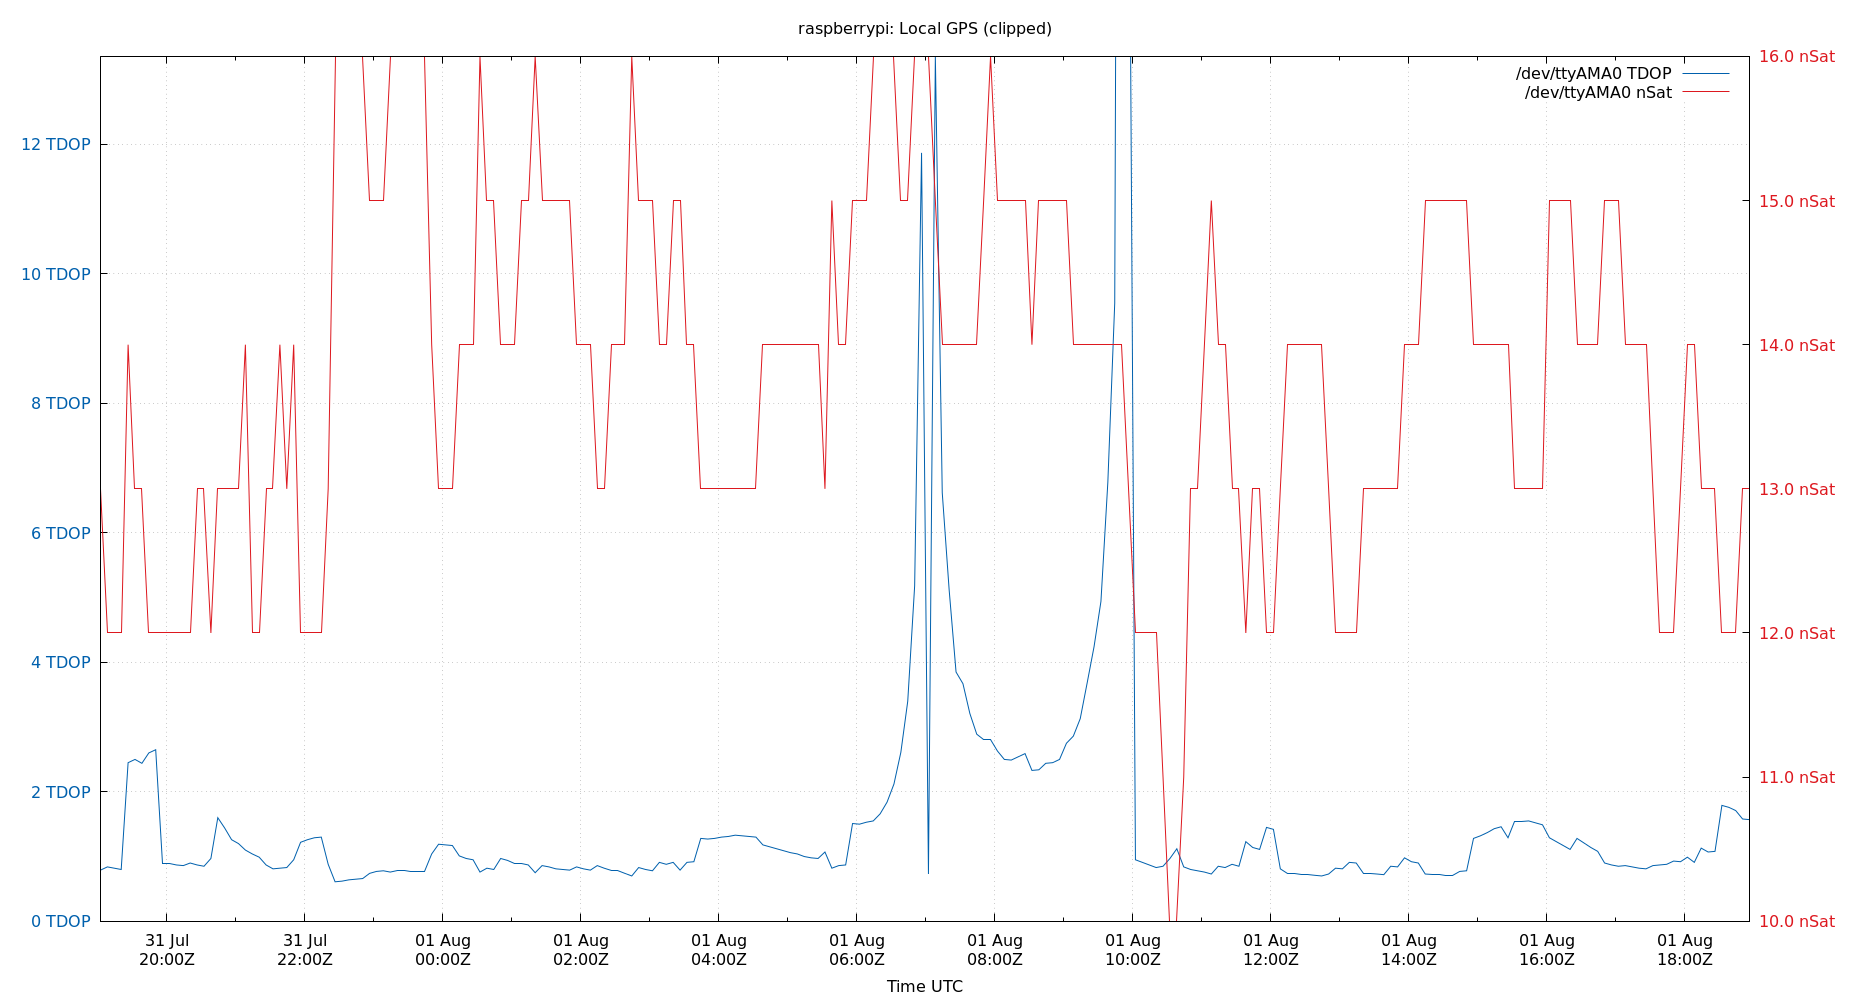 raspberrypi: Local GPS (clipped)
/dev/ttyAMA0 TDOP
/dev/ttyAMA0 nSat
12 TDOP
10 TDOP
8 TDOP
6 TDOP
4 TDOP
2 TDOP
0 TDOP
16.0 nSat
15.0 nSat
14.0 nSat
13.0 nSat
12.0 nSat
11.0 nSat
10.0 nSat
31 Jul 31 Jul 01 Aug 01 Aug 01 Aug 01 Aug 01 Aug 01 Aug 01 Aug 01 Aug 01 Aug 01 Aug
20:00Z 22:00Z 00:00Z 02:00Z 04:00Z 06:00Z 08:00Z 10:00Z 12:00Z 14:00Z 16:00Z 18:00Z
Time UTC